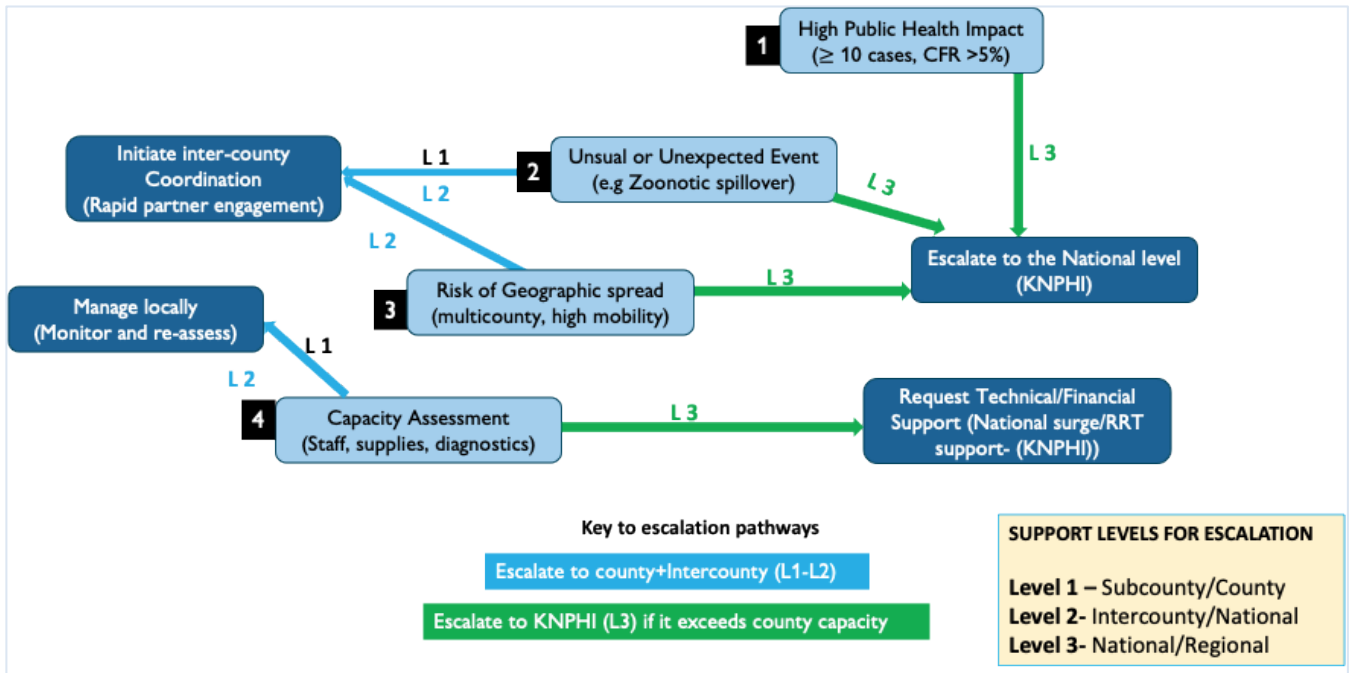 1
High Public Health Impact
(≥ 10 cases, CFR >5%)
L 3
Initiate inter-county
Coordination
(Rapid partner engagement)
L 1
L 2
2
Unsual or Unexpected Event
(e.g Zoonotic spillover)
L 3
L 2
Escalate to the National level
(KNPHI)
3
Risk of Geographic spread
(multicounty, high mobility)
L 3
Manage locally
(Monitor and re-assess)
L 1
L 2
4
Capacity Assessment
(Staff, supplies, diagnostics)
L 3
Request Technical/Financial
Support (National surge/RRT
support- (KNPHI))
Key to escalation pathways
Escalate to county+Intercounty (L1-L2)
Escalate to KNPHI (L3) if it exceeds county capacity
SUPPORT LEVELS FOR ESCALATION
Level 1 – Subcounty/County
Level 2- Intercounty/National
Level 3- National/Regional